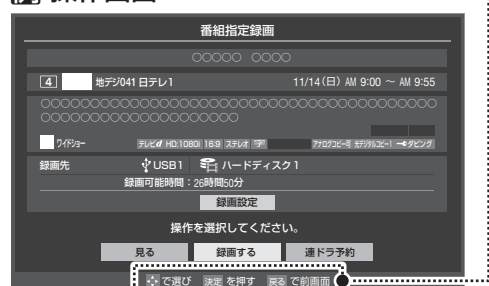 例 操作画面
番組指定録画
○○○○○ ○○○○
4 地デジ041 日テレ1 11/14(日) AM 9:00 ～ AM 9:55
○○○○○○○○○○○○○○○○○○○○○○○○○○○○○○○○○○○○
○○○○○○○○○○○○○○○○○○
ワイドショー テレビd HD:1080i 16:9 ステレオ 字 アナログコピー可 光デジタルコピー1 ダビング
録画先 USB1 ハードディスク1
録画可能時間：26時間50分
録画設定
操作を選択してください。
見る 録画する 連ドラ予約
で選び 決定 を押す 戻る で前画面